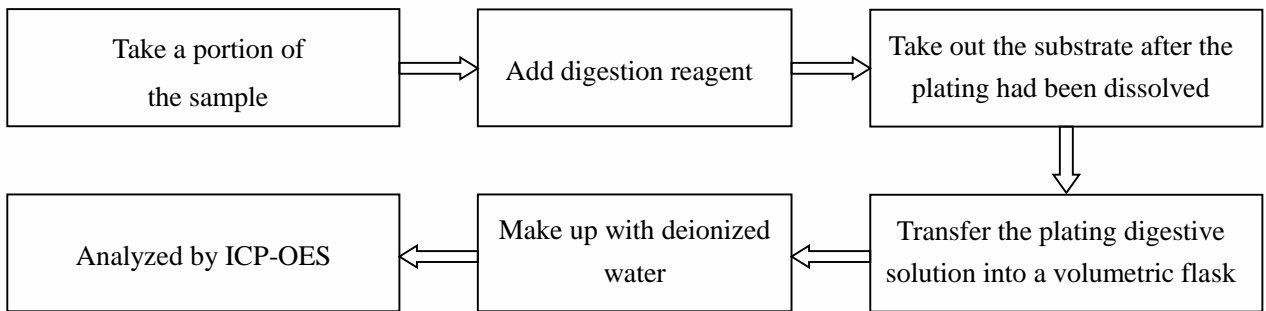 Take a portion of
the sample
Add digestion reagent
Take out the substrate after the
plating had been dissolved
Transfer the plating digestive
solution into a volumetric flask
Make up with deionized
water
Analyzed by ICP-OES